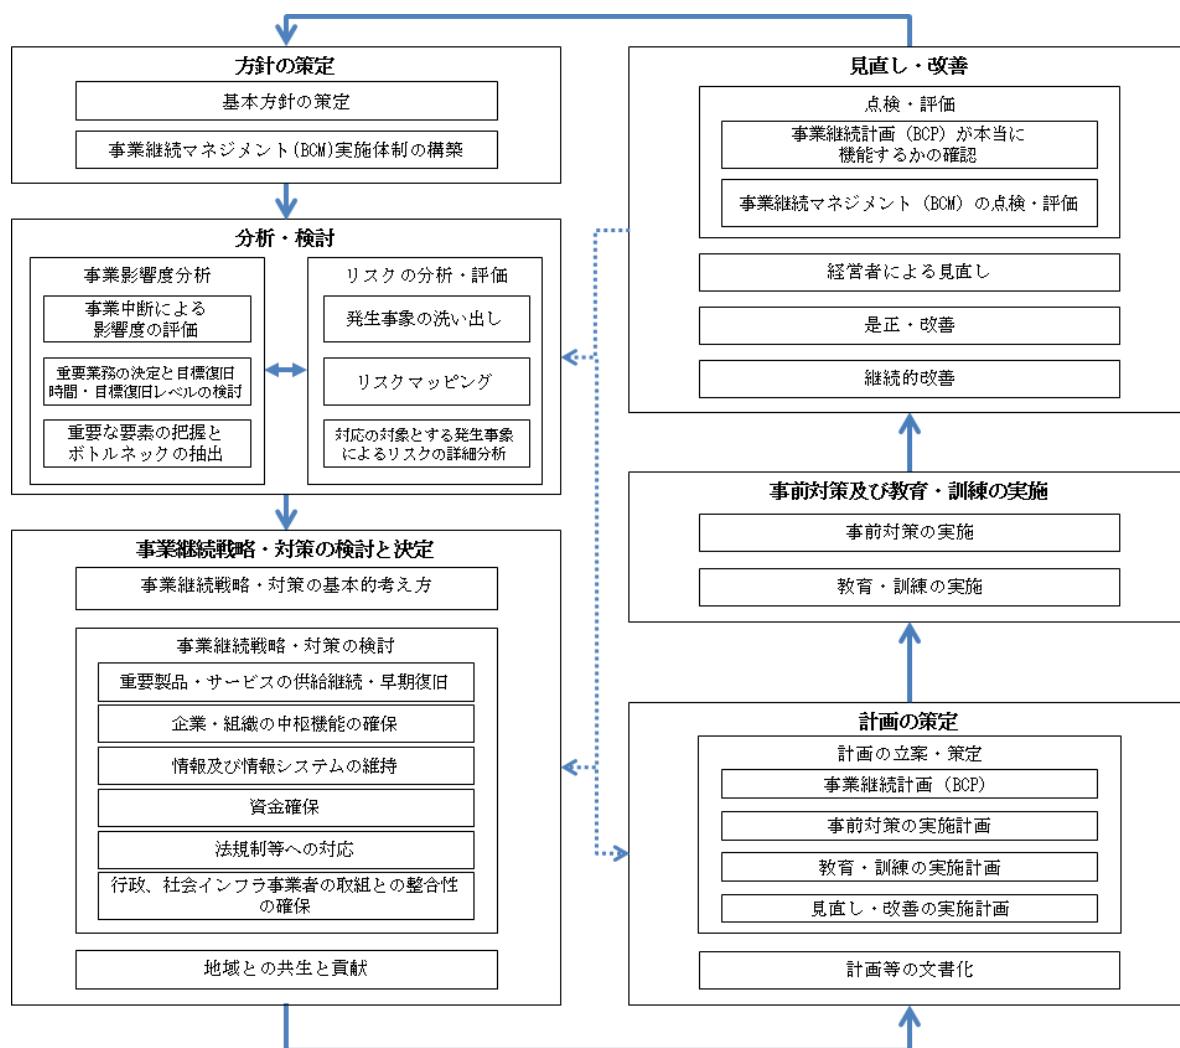 方針の策定
基本方針の策定
事業継続マネジメント(BCM)実施体制の構築
分析・検討
事業影響度分析
事業中断による
影響度の評価
重要業務の決定と目標復旧
時間・目標復旧レベルの検討
重要な要素の把握と
ボトルネックの抽出
リスクの分析・評価
発生事象の洗い出し
リスクマッピング
対応の対象とする発生事象
によるリスクの詳細分析
事業継続戦略・対策の検討と決定
事業継続戦略・対策の基本的考え方
事業継続戦略・対策の検討
重要製品・サービスの供給継続・早期復旧
企業・組織の中枢機能の確保
情報及び情報システムの維持
資金確保
法規制等への対応
行政、社会インフラ事業者の取組との整合性
の確保
地域との共生と貢献
見直し・改善
点検・評価
事業継続計画（BCP）が本当に
機能するかの確認
事業継続マネジメント（BCM）の点検・評価
経営者による見直し
是正・改善
継続的改善
事前対策及び教育・訓練の実施
事前対策の実施
教育・訓練の実施
計画の策定
計画の立案・策定
事業継続計画（BCP）
事前対策の実施計画
教育・訓練の実施計画
見直し・改善の実施計画
計画等の文書化